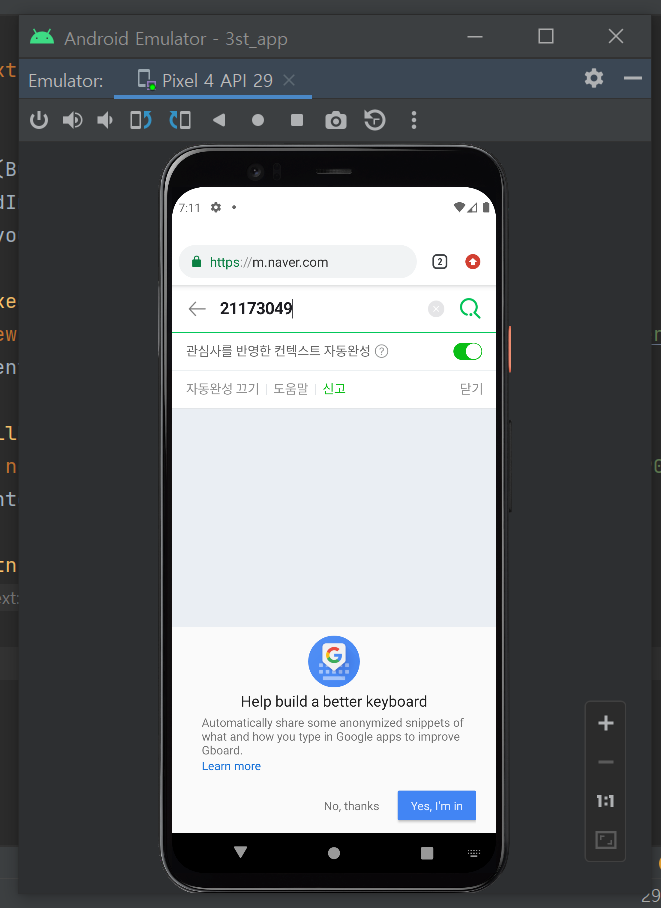 Android Emulator - 3st_app
Emulator:
Pixel 4 API 29
7:11
https://m.naver.com
2
21173049
관심사를 반영한 컨텍스트 자동완성
자동완성 끄기
도움말
신고
닫기
Help build a better keyboard
Automatically share some anonymized snippets of
what and how you type in Google apps to improve
Gboard.
Learn more
No, thanks
Yes, I'm in
1:1
29